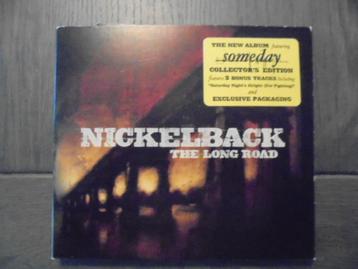 THE NEW ALBUM featuring
someday
COLLECTOR'S EDITION
features 2 BONUS TRACKS including
"Saturday Night's Alright (For Fighting)"
and
EXCLUSIVE PACKAGING
NICKELBACK
THE LONG ROAD